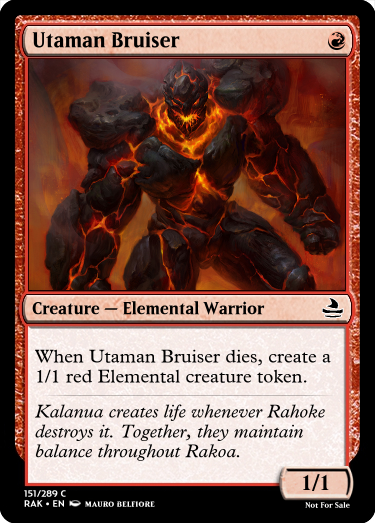 Utaman Bruiser
Creature — Elemental Warrior
When Utaman Bruiser dies, create a
1/1 red Elemental creature token.
Kalanua creates life whenever Rahoke
destroys it. Together, they maintain
balance throughout Rakoa.
1/1
151/289 C
RAK • EN MAURO BELFIORE
Not For Sale